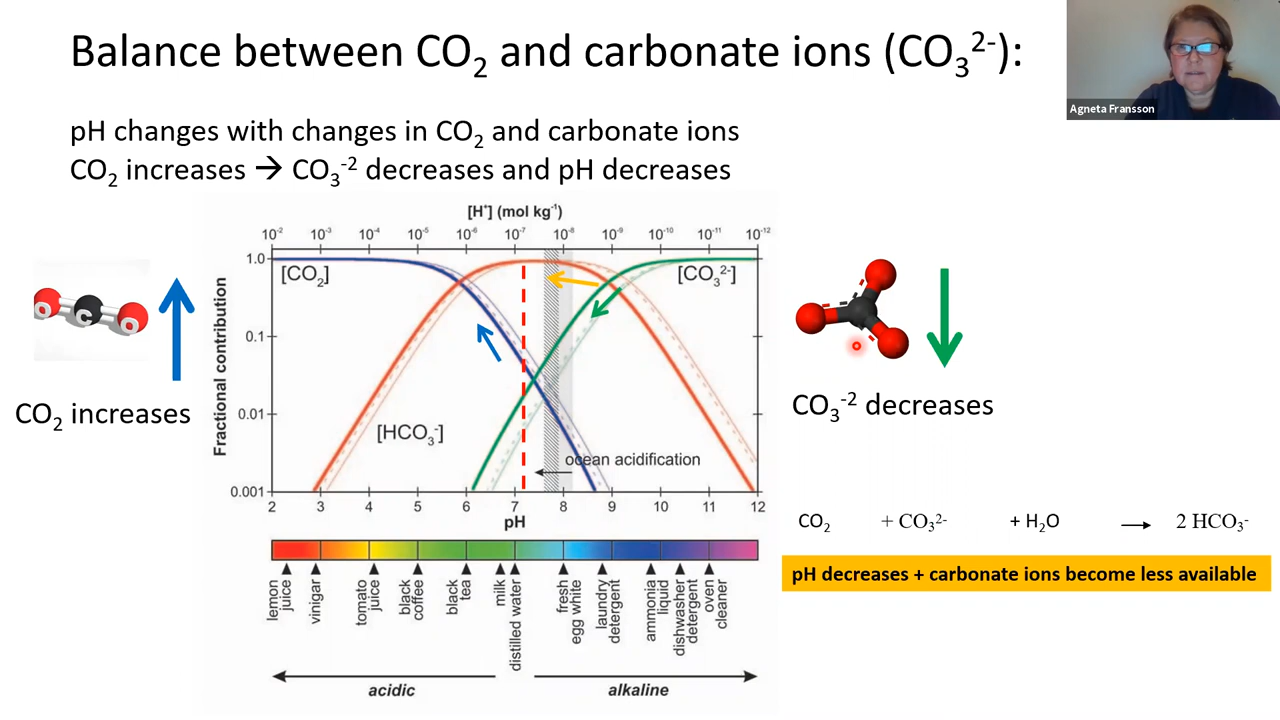 Balance between CO₂ and carbonate ions (CO₃²⁻):
Agneta Fransson
pH changes with changes in CO₂ and carbonate ions
CO₂ increases → CO₃⁻² decreases and pH decreases
[H⁺] (mol kg⁻¹)
10⁻² 10⁻³ 10⁻⁴ 10⁻⁵ 10⁻⁶ 10⁻⁷ 10⁻⁸ 10⁻⁹ 10⁻¹⁰ 10⁻¹¹ 10⁻¹²
1.0
0.1
0.01
0.001
Fractional contribution
[CO₂]
[CO₃²⁻]
[HCO₃⁻]
ocean acidification
2 3 4 5 6 7 8 9 10 11 12
pH
lemon juice
vinigar
tomato juice
black coffee
black tea
milk
distilled water
fresh egg white
laundry detergent
ammonia liquid
dishwasher detergent
oven cleaner
acidic
alkaline
O C O
CO₂ increases
CO₃⁻² decreases
CO₂ + CO₃²⁻ + H₂O → 2 HCO₃⁻
pH decreases + carbonate ions become less available